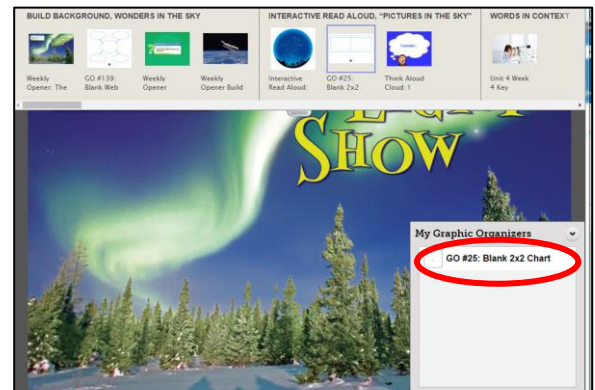 BUILD BACKGROUND, WONDERS IN THE SKY
INTERACTIVE READ ALOUD, "PICTURES IN THE SKY"
WORDS IN CONTEXT
Weekly
Opener: The
GO #139:
Blank Web
Weekly
Opener
Weekly
Opener Build
Interactive
Read Aloud:
GO #25:
Blank 2x2
Think Aloud
Cloud: I
Unit 4 Week
4 Key
SHOW
My Graphic Organizers
GO #25: Blank 2x2 Chart